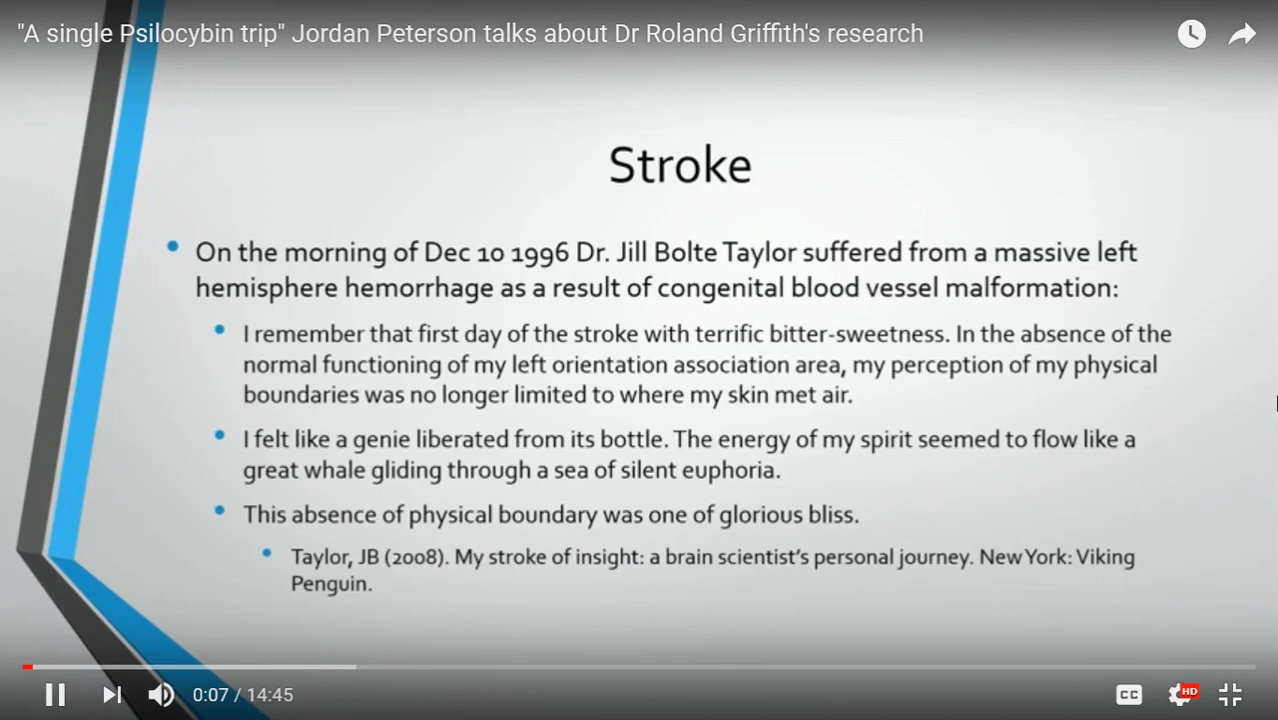 "A single Psilocybin trip" Jordan Peterson talks about Dr Roland Griffith's research
Stroke
• On the morning of Dec 10 1996 Dr. Jill Bolte Taylor suffered from a massive left
hemisphere hemorrhage as a result of congenital blood vessel malformation:
• I remember that first day of the stroke with terrific bitter-sweetness. In the absence of the
normal functioning of my left orientation association area, my perception of my physical
boundaries was no longer limited to where my skin met air.
• I felt like a genie liberated from its bottle. The energy of my spirit seemed to flow like a
great whale gliding through a sea of silent euphoria.
• This absence of physical boundary was one of glorious bliss.
• Taylor, JB (2008). My stroke of insight: a brain scientist's personal journey. New York: Viking
Penguin.
0:07 / 14:45
CC
HD